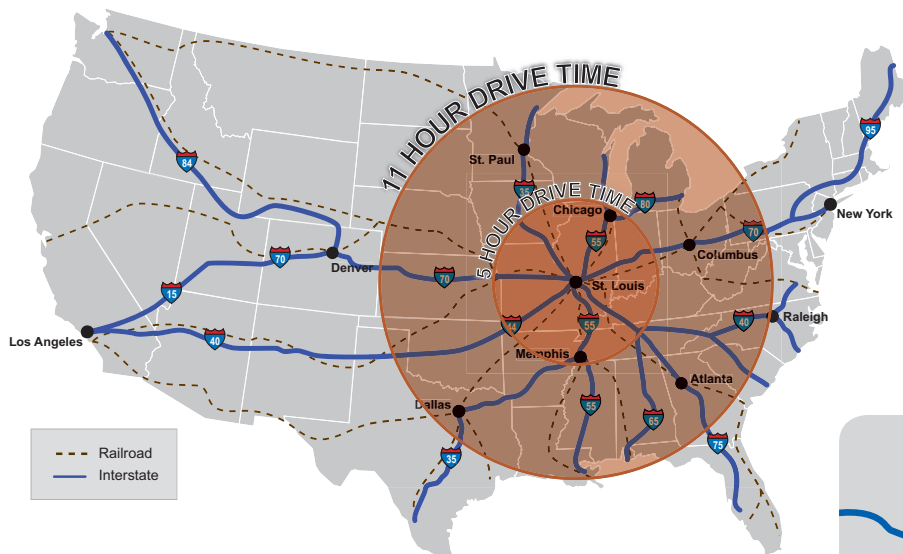 11 HOUR DRIVE TIME
95
St. Paul
84
35
5 HOUR DRIVE TIME
80
Chicago
New York
70
55
Columbus
70
Denver
70
St. Louis
15
44
55
40
Raleigh
40
Los Angeles
Memphis
Atlanta
Dallas
55
65
75
35
Railroad
Interstate